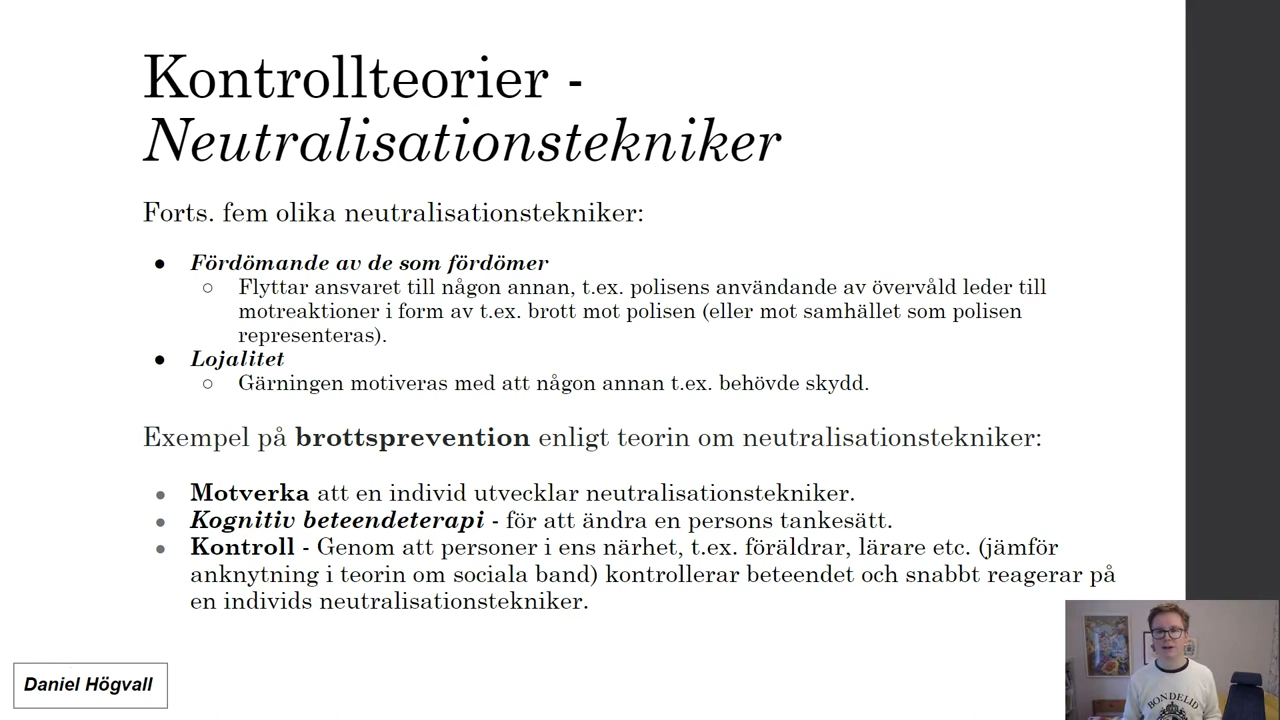 Kontrollteorier -
Neutralisationstekniker
Forts. fem olika neutralisationstekniker:
● Fördömande av de som fördömer
○ Flyttar ansvaret till någon annan, t.ex. polisens användande av övervåld leder till
motreaktioner i form av t.ex. brott mot polisen (eller mot samhället som polisen
representeras).
● Lojalitet
○ Gärningen motiveras med att någon annan t.ex. behövde skydd.
Exempel på brottsprevention enligt teorin om neutralisationstekniker:
● Motverka att en individ utvecklar neutralisationstekniker.
● Kognitiv beteendeterapi - för att ändra en persons tankesätt.
● Kontroll - Genom att personer i ens närhet, t.ex. föräldrar, lärare etc. (jämför
anknytning i teorin om sociala band) kontrollerar beteendet och snabbt reagerar på
en individs neutralisationstekniker.
Daniel Högvall
BONDELID